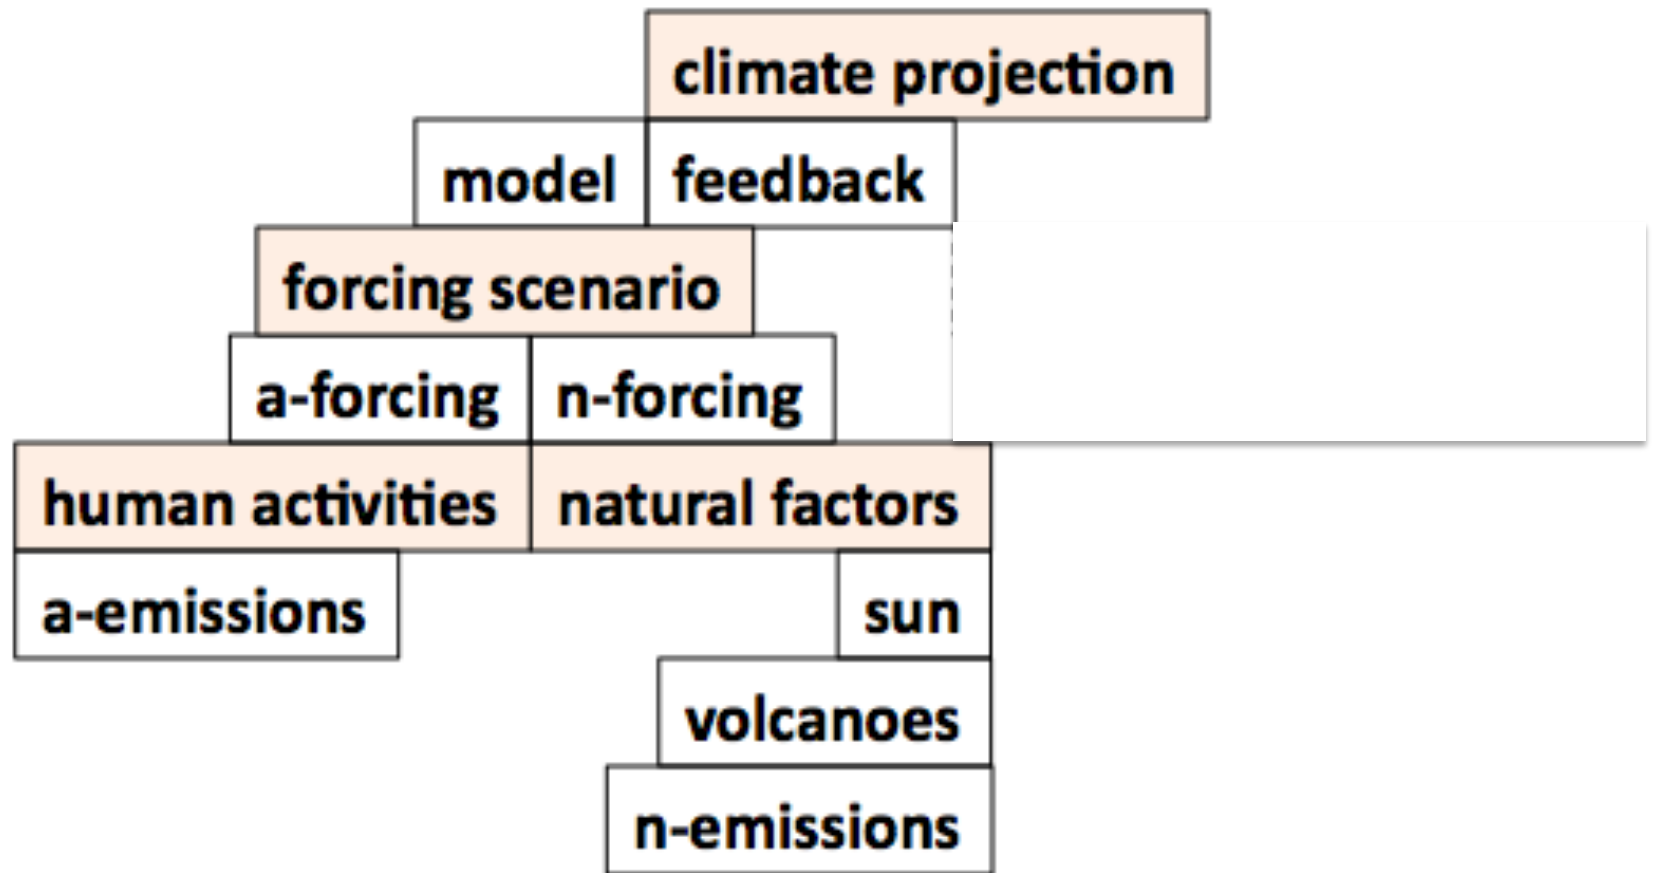 climate projection
model feedback
forcing scenario
a-forcing n-forcing
human activities natural factors
a-emissions sun
volcanoes
n-emissions